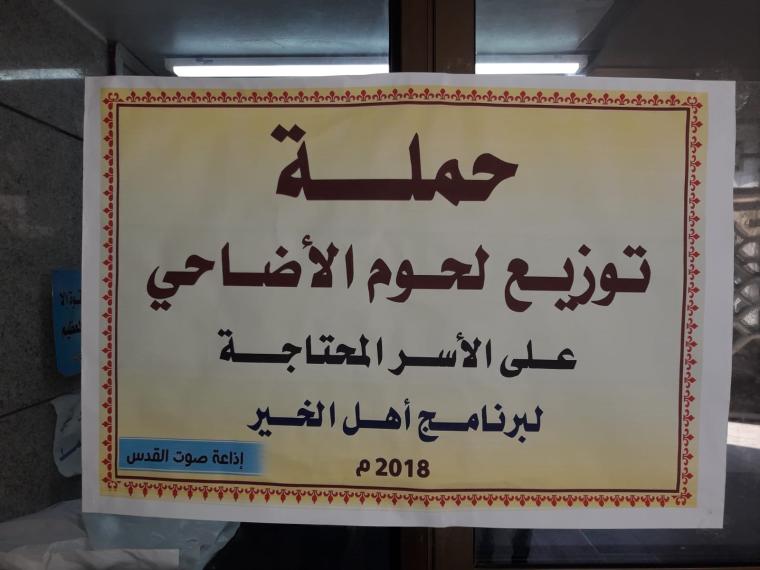 حملة
توزيع لحوم الأضاحي
على الأسر المحتاجة
لبرنامج أهل الخير
2018 م
إذاعة صوت القدس